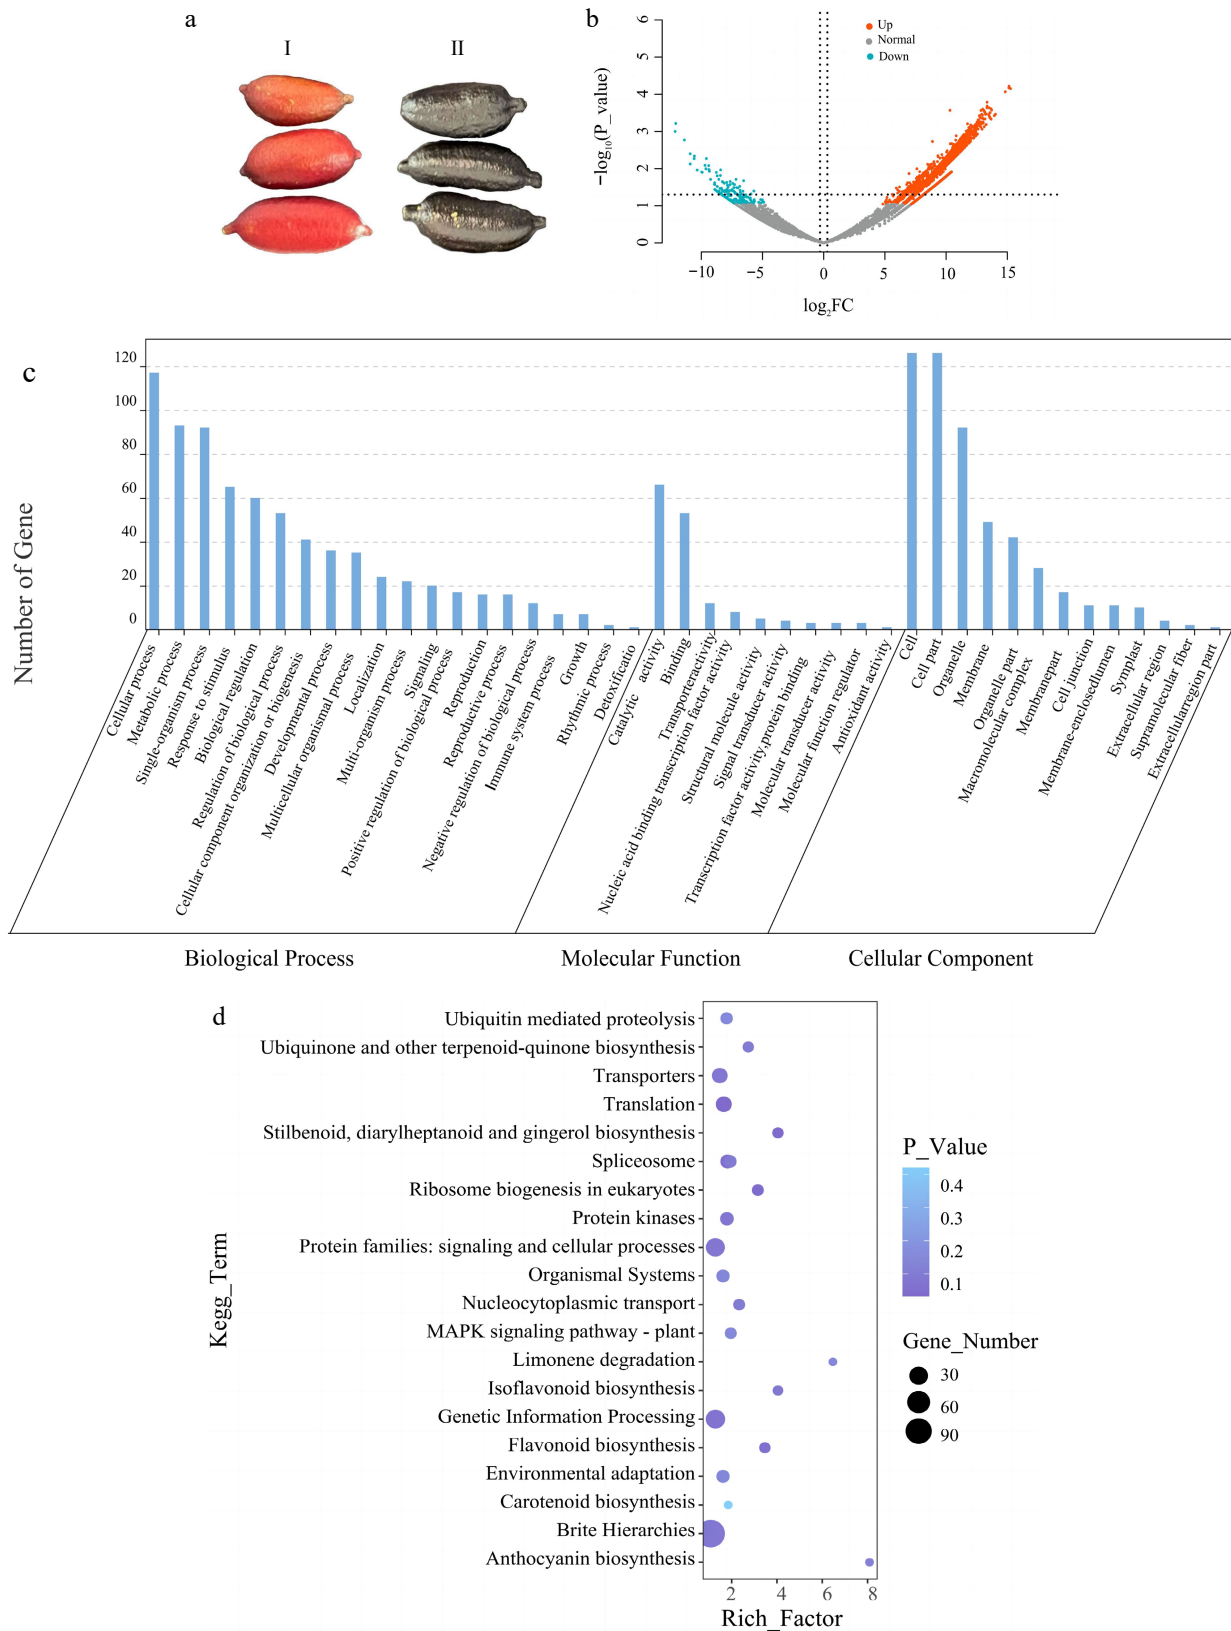 a
I
II
b
Up
Normal
Down
−log10(P_value)
6
5
4
3
2
1
0
−10
−5
0
5
10
15
log2FC
c
Number of Gene
120
100
80
60
40
20
0
Cellular process
Metabolic process
Single-organism process
Response to stimulus
Biological regulation
Regulation of biological process
Cellular component organization or biogenesis
Developmental process
Multicellular organismal process
Localization
Multi-organism process
Signaling
Positive regulation of biological process
Reproduction
Reproductive process
Negative regulation of biological process
Immune system process
Growth
Rhythmic process
Detoxificatio
Catalytic activity
Binding
Transporteractivity
Nucleic acid binding transcription factor activity
Structural molecule activity
Signal transducer activity
Transcription factor activity,protein binding
Molecular transducer activity
Molecular function regulator
Antioxidant activity
Cell
Cell part
Organelle
Membrane
Organelle part
Macromolecular complex
Membranepart
Cell junction
Membrane-enclosedlumen
Symplast
Extracellular region
Supramolecular fiber
Extracellularregion part
Biological Process
Molecular Function
Cellular Component
d
Kegg_Term
Ubiquitin mediated proteolysis
Ubiquinone and other terpenoid-quinone biosynthesis
Transporters
Translation
Stilbenoid, diarylheptanoid and gingerol biosynthesis
Spliceosome
Ribosome biogenesis in eukaryotes
Protein kinases
Protein families: signaling and cellular processes
Organismal Systems
Nucleocytoplasmic transport
MAPK signaling pathway - plant
Limonene degradation
Isoflavonoid biosynthesis
Genetic Information Processing
Flavonoid biosynthesis
Environmental adaptation
Carotenoid biosynthesis
Brite Hierarchies
Anthocyanin biosynthesis
2
4
6
8
Rich_Factor
P_Value
0.4
0.3
0.2
0.1
Gene_Number
30
60
90